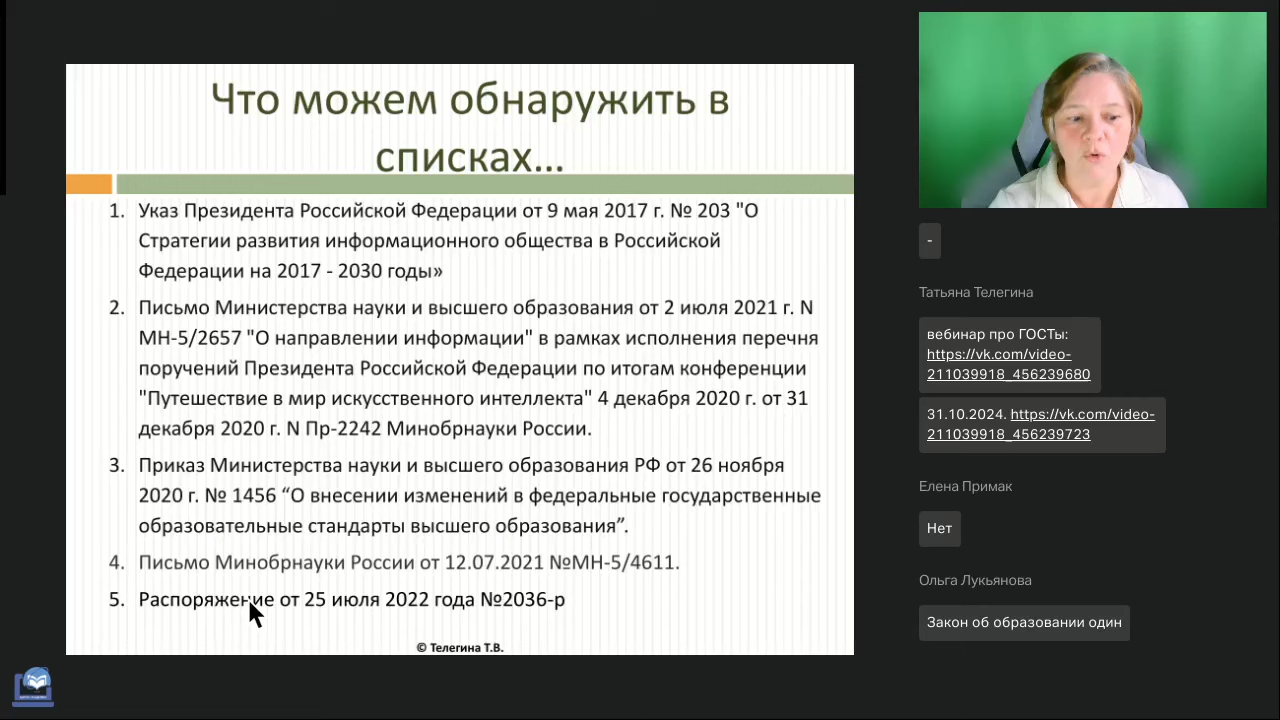 Что можем обнаружить в
списках…
1. Указ Президента Российской Федерации от 9 мая 2017 г. № 203 "О
Стратегии развития информационного общества в Российской
Федерации на 2017 - 2030 годы»
2. Письмо Министерства науки и высшего образования от 2 июля 2021 г. N
МН-5/2657 "О направлении информации" в рамках исполнения перечня
поручений Президента Российской Федерации по итогам конференции
"Путешествие в мир искусственного интеллекта" 4 декабря 2020 г. от 31
декабря 2020 г. N Пр-2242 Минобрнауки России.
3. Приказ Министерства науки и высшего образования РФ от 26 ноября
2020 г. № 1456 “О внесении изменений в федеральные государственные
образовательные стандарты высшего образования”.
4. Письмо Минобрнауки России от 12.07.2021 №МН-5/4611.
5. Распоряжение от 25 июля 2022 года №2036-р
© Телегина Т.В.
-
Татьяна Телегина
вебинар про ГОСТы:
https://vk.com/video-
211039918_456239680
31.10.2024. https://vk.com/video-
211039918_456239723
Елена Примак
Нет
Ольга Лукьянова
Закон об образовании один